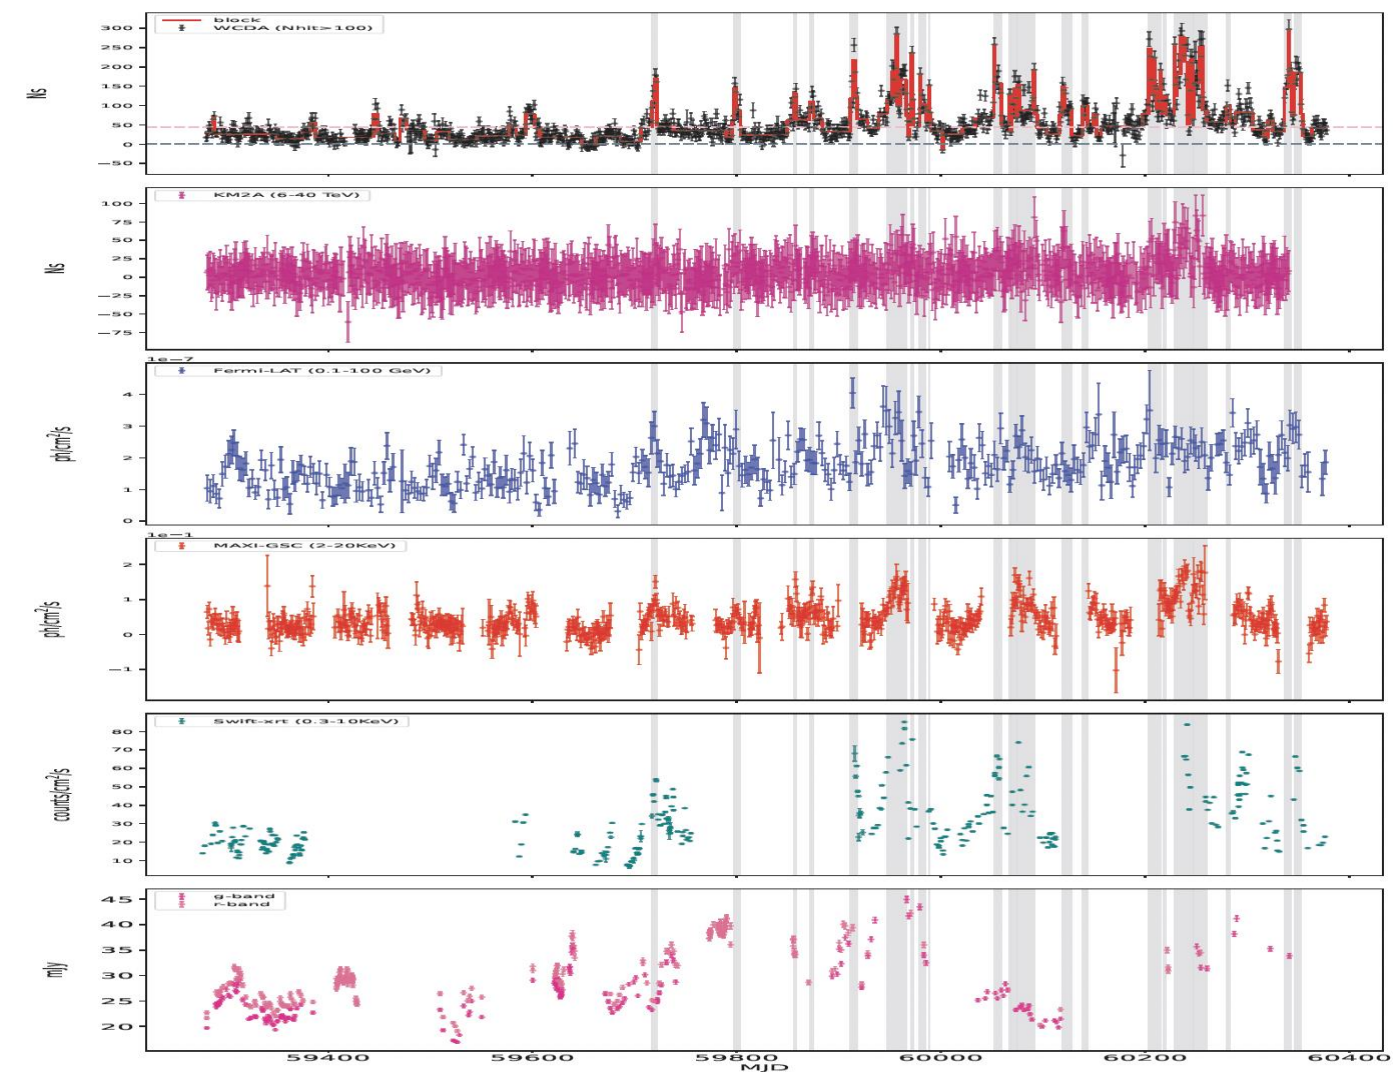 block
WCDA (Nhit>100)
300
250
200
150
100
50
0
−50
Ns
KM2A (6-40 TeV)
100
75
50
25
0
−25
−50
−75
Ns
1e−7
Fermi-LAT (0.1-100 GeV)
4
3
2
1
0
ph/cm²/s
1e−1
MAXI-GSC (2-20KeV)
2
1
0
−1
ph/cm²/s
Swift-xrt (0.3-10KeV)
80
70
60
50
40
30
20
10
counts/cm²/s
g-band
r-band
45
40
35
30
25
20
mJy
59400 59600 59800 60000 60200 60400
MJD